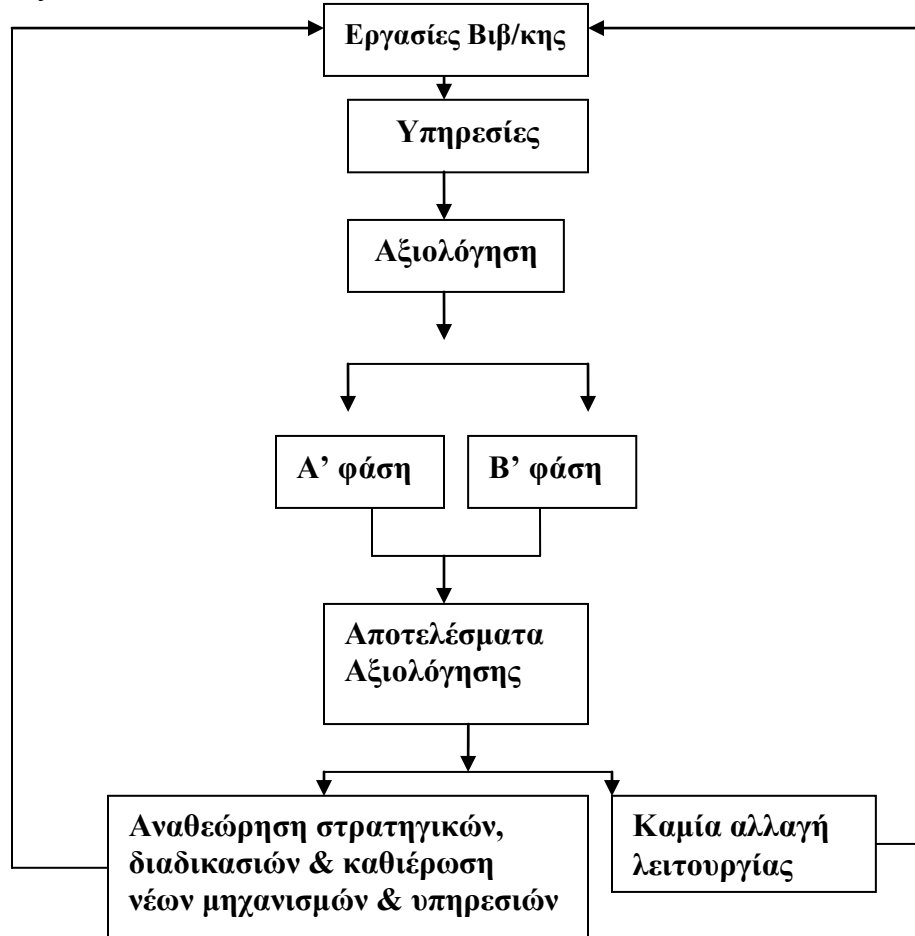 Εργασίες Βιβ/κης
Υπηρεσίες
Αξιολόγηση
Α’ φάση
Β’ φάση
Αποτελέσματα
Αξιολόγησης
Αναθεώρηση στρατηγικών,
διαδικασιών & καθιέρωση
νέων μηχανισμών & υπηρεσιών
Καμία αλλαγή
λειτουργίας